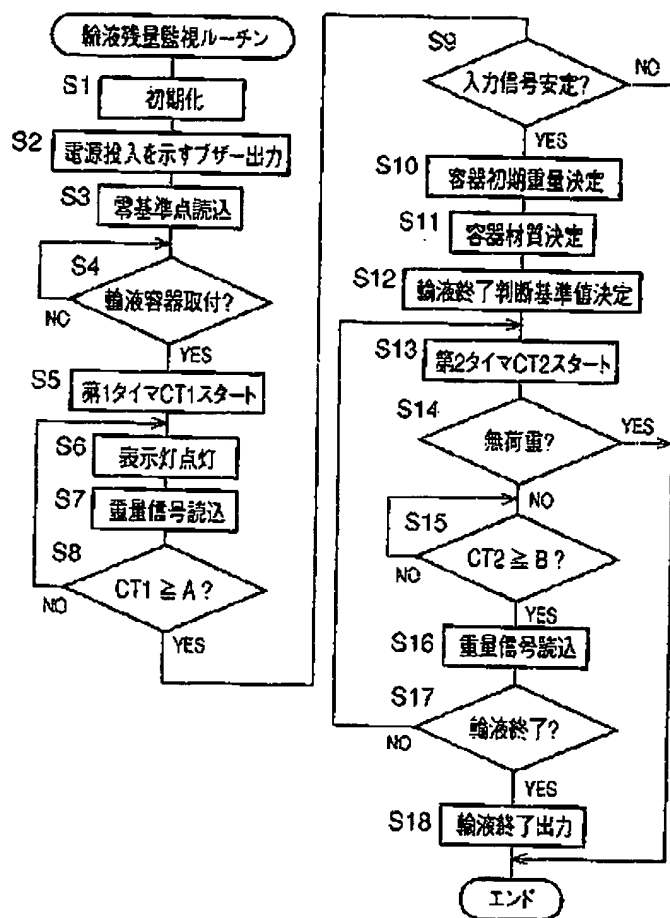 輸液残量監視ルーチン
S1
初期化
S2
電源投入を示すブザー出力
S3
零基準点読込
S4
輸液容器取付?
NO
YES
S5
第1タイマCT1スタート
S6
表示灯点灯
S7
重量信号読込
S8
CT1≧A?
NO
YES
S9
入力信号安定?
NO
YES
S10
容器初期重量決定
S11
容器材質決定
S12
輸液終了判断基準値決定
S13
第2タイマCT2スタート
S14
無荷重?
YES
NO
S15
CT2≧B?
NO
YES
S16
重量信号読込
S17
輸液終了?
NO
YES
S18
輸液終了出力
エンド